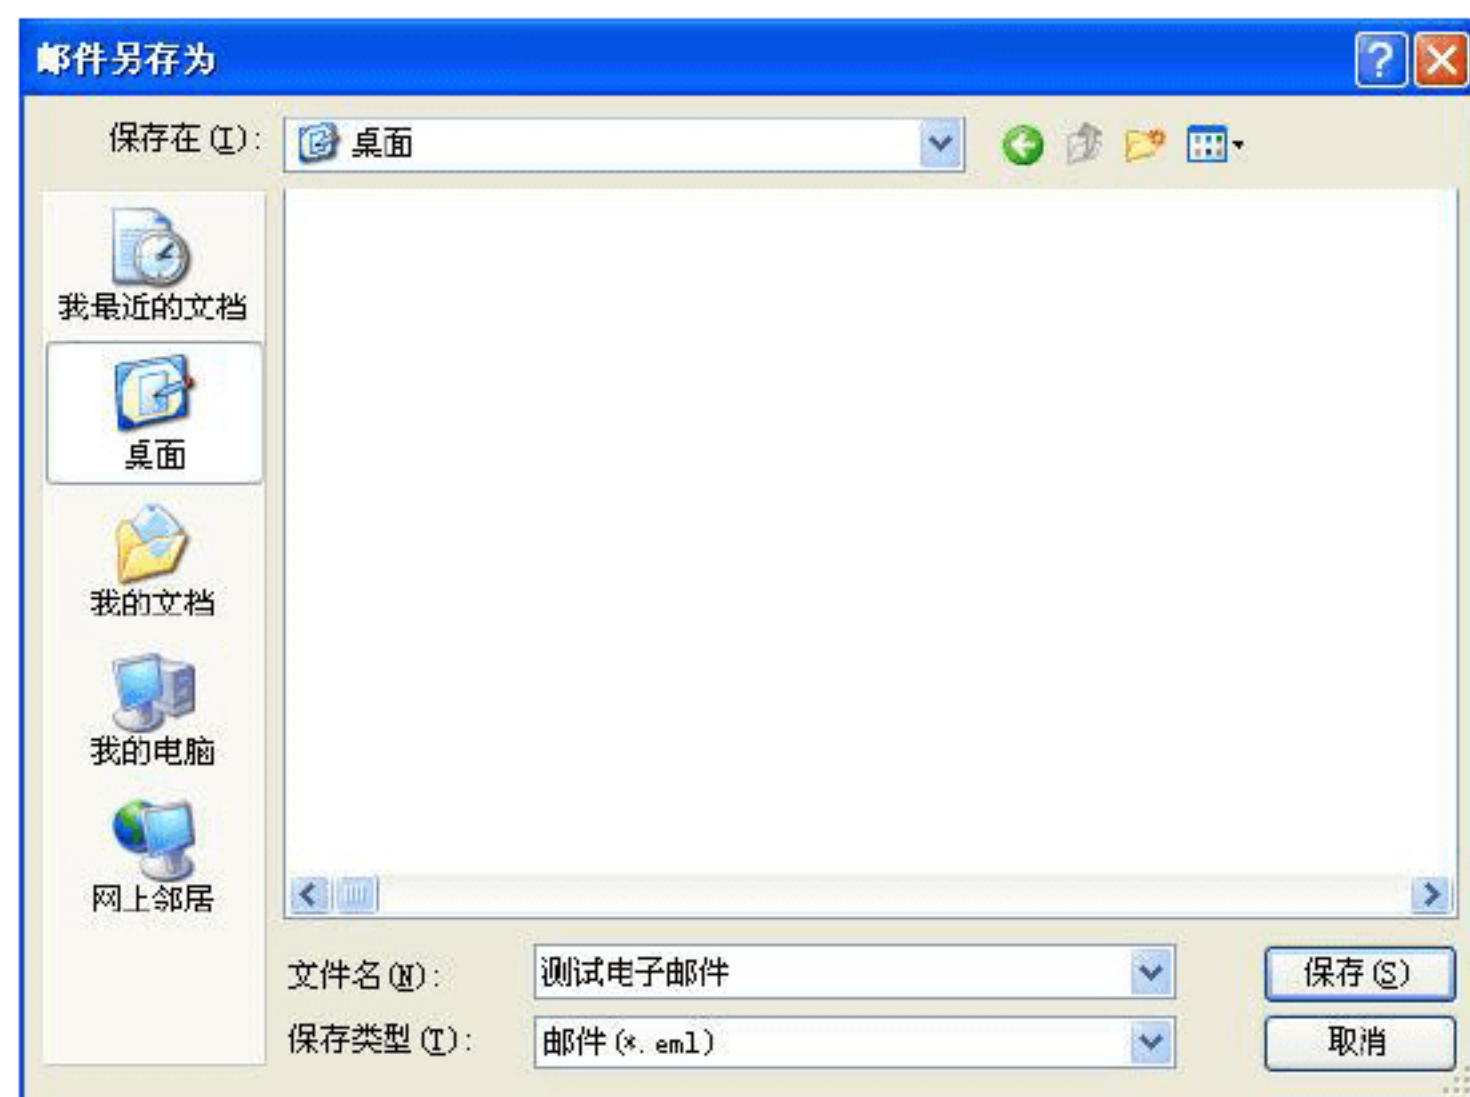 邮件另存为
保存在(I):
桌面
我最近的文档
桌面
我的文档
我的电脑
网上邻居
文件名(N):
测试电子邮件
保存(S)
保存类型(T):
邮件(*.eml)
取消